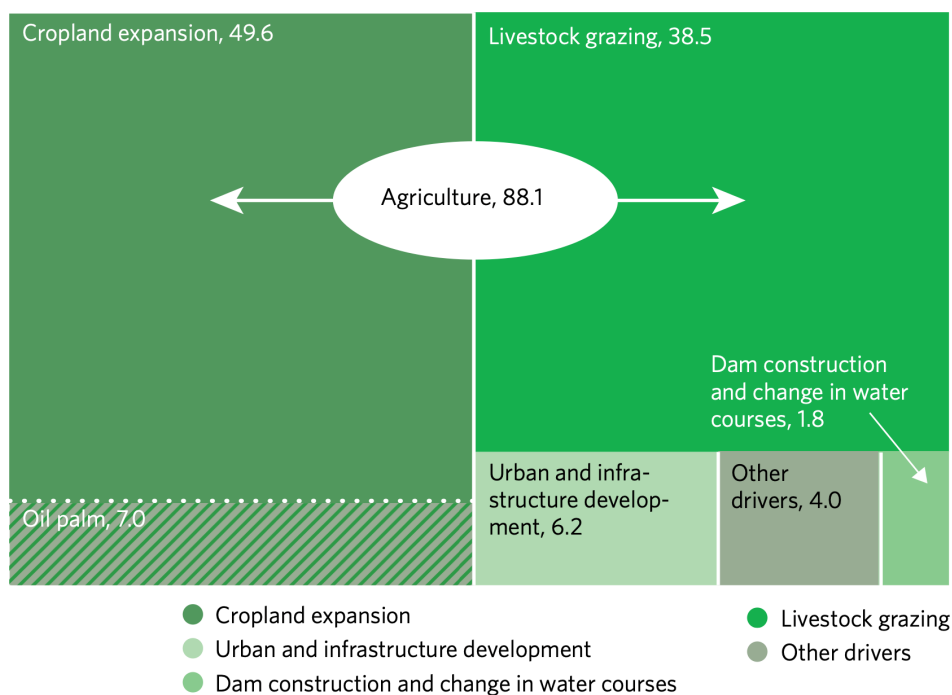 Cropland expansion, 49.6
Livestock grazing, 38.5
Agriculture, 88.1
Dam construction
and change in water
courses, 1.8
Oil palm, 7.0
Urban and infra-
structure develop-
ment, 6.2
Other
drivers, 4.0
Cropland expansion
Urban and infrastructure development
Dam construction and change in water courses
Livestock grazing
Other drivers